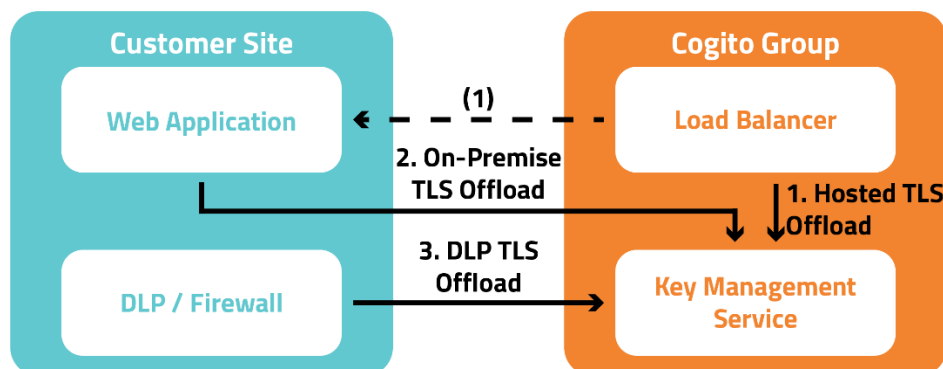 Customer Site
Cogito Group
Web Application
(1)
Load Balancer
2. On-Premise
TLS Offload
1. Hosted TLS
Offload
3. DLP TLS
Offload
DLP / Firewall
Key Management
Service